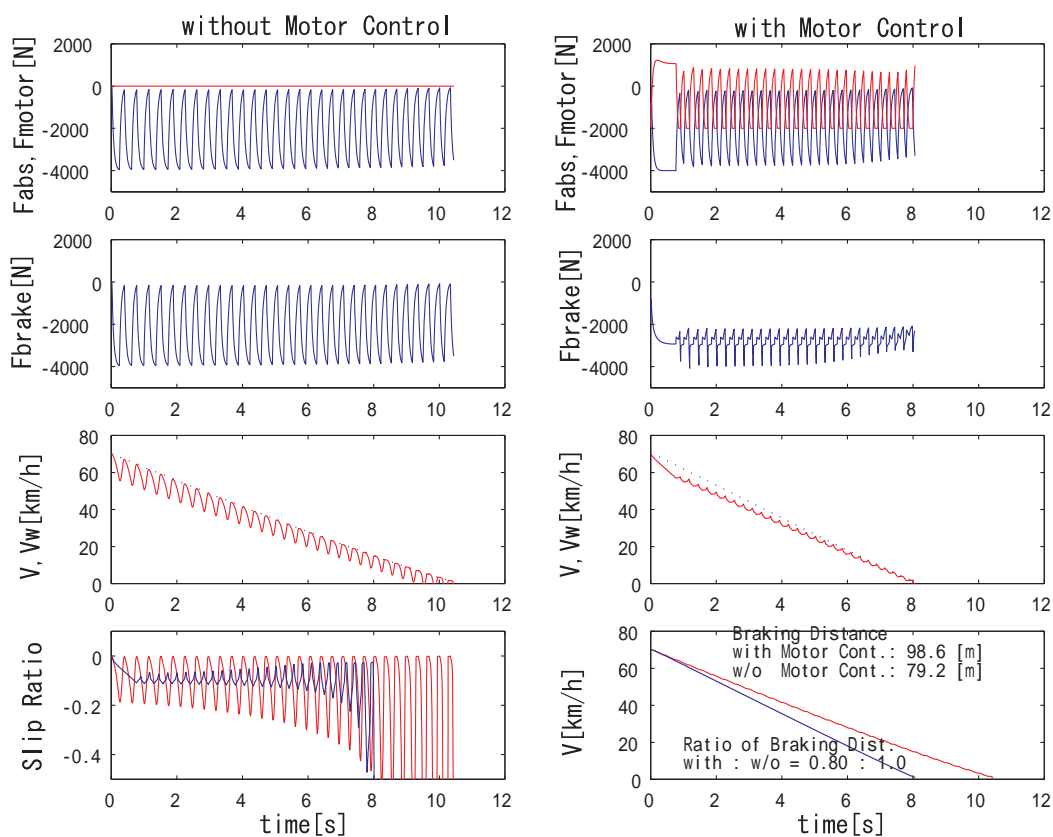 without Motor Control
with Motor Control
Fabs, Fmotor[N]
2000
0
-2000
-4000
0 2 4 6 8 10 12
Fabs, Fmotor[N]
2000
0
-2000
-4000
0 2 4 6 8 10 12
Fbrake[N]
2000
0
-2000
-4000
0 2 4 6 8 10 12
Fbrake[N]
2000
0
-2000
-4000
0 2 4 6 8 10 12
V, Vw[km/h]
80
60
40
20
0
0 2 4 6 8 10 12
V, Vw[km/h]
80
60
40
20
0
0 2 4 6 8 10 12
Slip Ratio
0
-0.2
-0.4
0 2 4 6 8 10 12
time[s]
V[km/h]
80
60
40
20
0
Braking Distance
with Motor Cont.: 98.6 [m]
w/o Motor Cont.: 79.2 [m]
Ratio of Braking Dist.
with : w/o = 0.80 : 1.0
0 2 4 6 8 10 12
time[s]